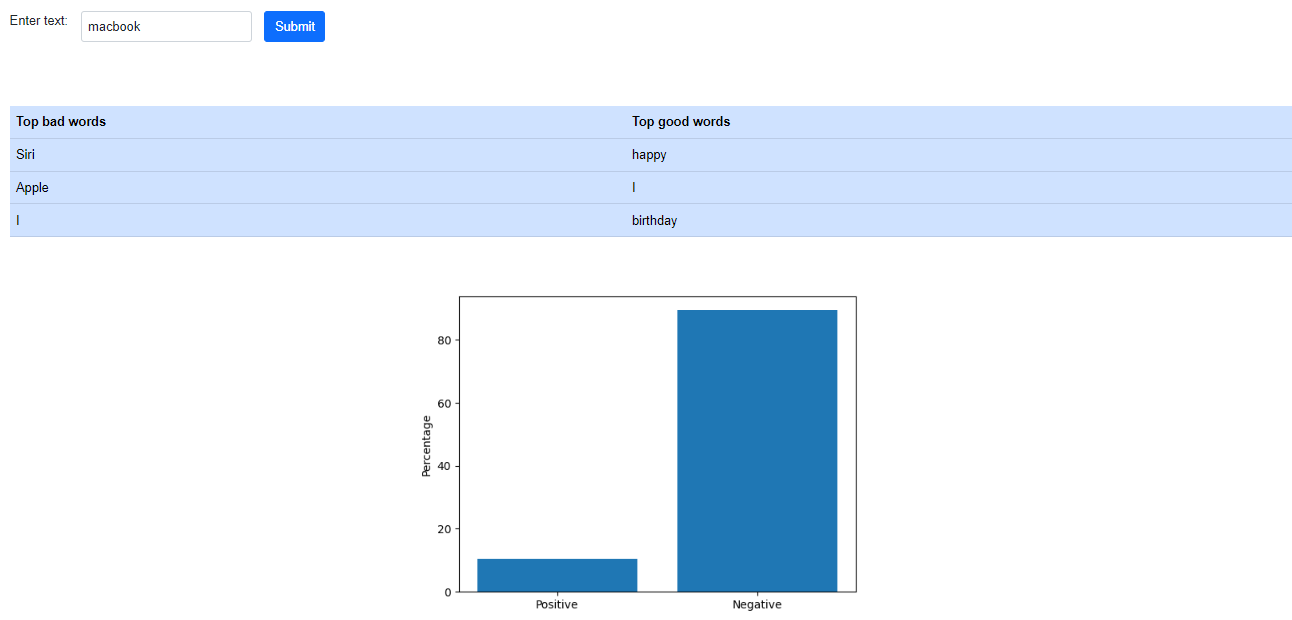 Enter text: macbook Submit
Top bad words Top good words
Siri happy
Apple I
I birthday
80
60
40
20
0
Percentage
Positive Negative